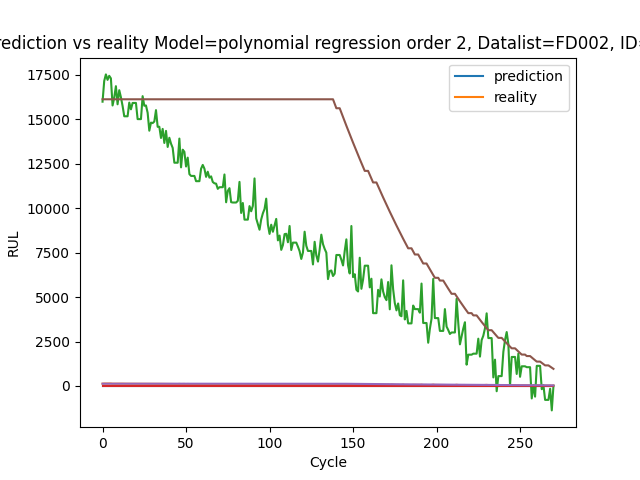 rediction vs reality Model=polynomial regression order 2, Datalist=FD002, ID=
17500
15000
12500
10000
7500
5000
2500
0
RUL
prediction
reality
0 50 100 150 200 250
Cycle